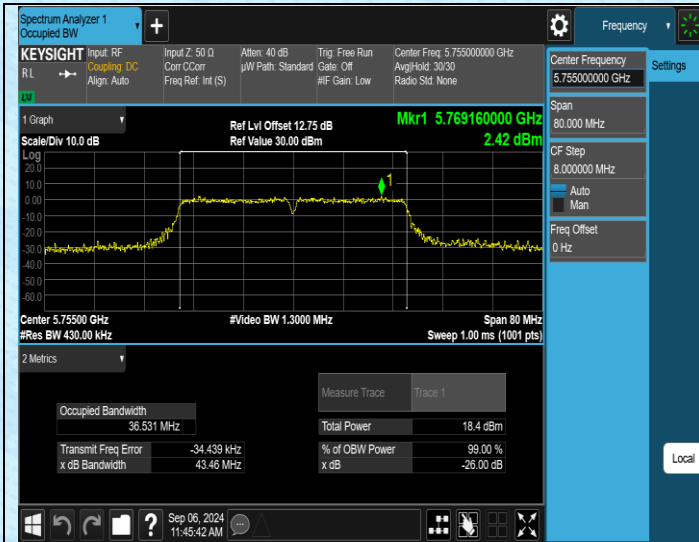 Spectrum Analyzer 1
Occupied BW
Frequency
KEYSIGHT
RL
LU
Input: RF
Coupling: DC
Align: Auto
Input Z: 50 Ω
Corr CCorr
Freq Ref: Int (S)
Atten: 40 dB
µW Path: Standard
Trig: Free Run
Gate: Off
#IF Gain: Low
Center Freq: 5.755000000 GHz
Avg|Hold: 30/30
Radio Std: None
Center Frequency
5.755000000 GHz
Settings
Span
80.000 MHz
CF Step
8.000000 MHz
Auto
Man
Freq Offset
0 Hz
1 Graph
Scale/Div 10.0 dB
Ref Lvl Offset 12.75 dB
Ref Value 30.00 dBm
Mkr1 5.769160000 GHz
2.42 dBm
Log
20.0
10.0
0.00
-10.0
-20.0
-30.0
-40.0
-50.0
-60.0
1
Center 5.75500 GHz
#Res BW 430.00 kHz
#Video BW 1.3000 MHz
Span 80 MHz
Sweep 1.00 ms (1001 pts)
2 Metrics
Measure Trace Trace 1
Occupied Bandwidth
36.531 MHz
Total Power 18.4 dBm
Transmit Freq Error -34.439 kHz
% of OBW Power 99.00 %
x dB Bandwidth 43.46 MHz
x dB -26.00 dB
Local
Sep 06, 2024
11:45:42 AM